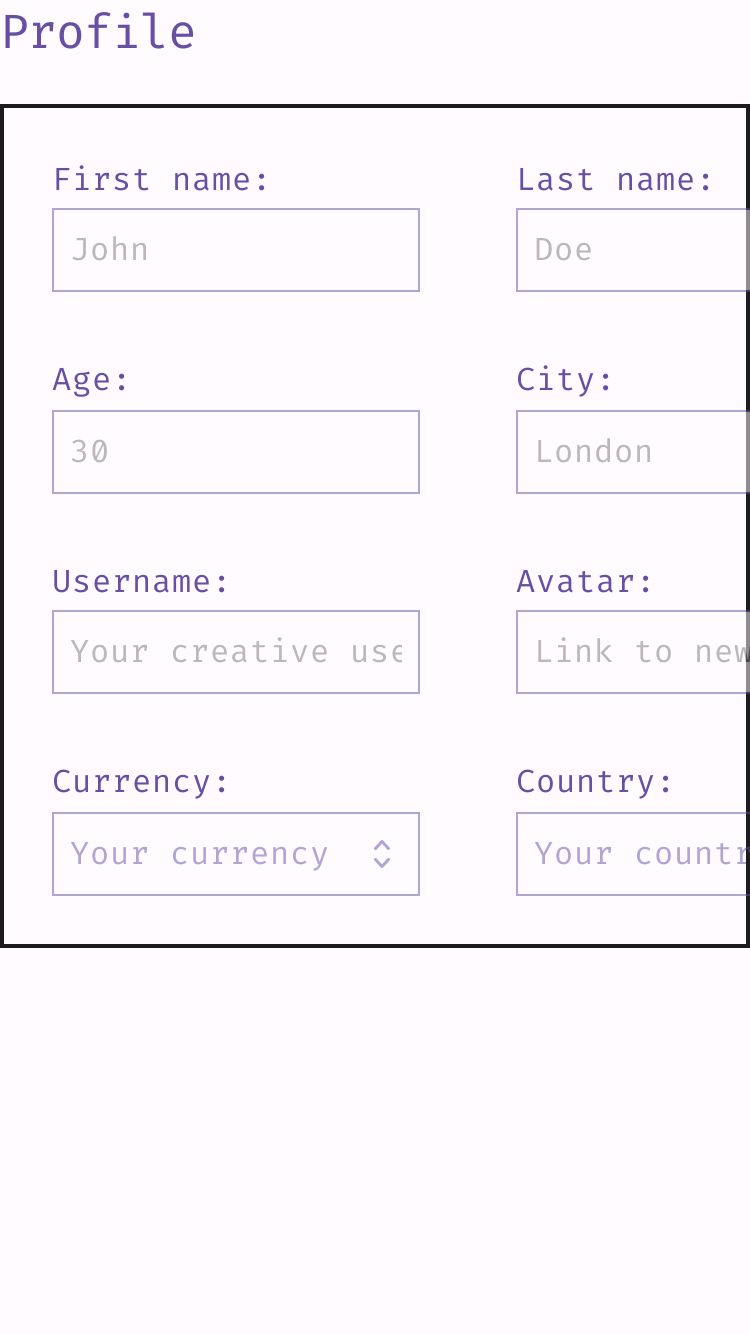 Profile
First name: Last name:
John Doe
Age: City:
30 London
Username: Avatar:
Your creative use Link to new
Currency: Country:
Your currency Your countr